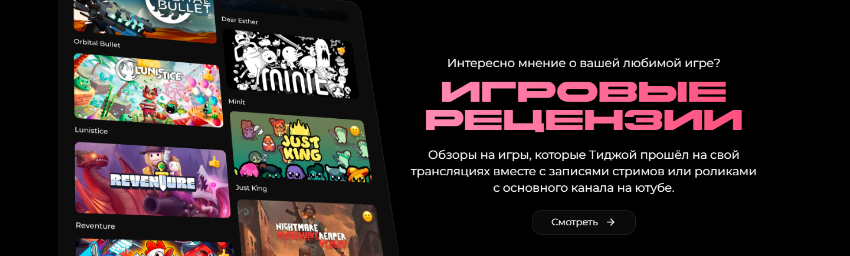 ORBITAL
BULLET
Orbital Bullet
LUNISTICE
Lunistice
REVENTURE
Reventure
Dear Esther
minit
Minit
JUST
KING
Just King
NIGHTMARE
REAPER
Интересно мнение о вашей любимой игре?
ИГРОВЫЕ
РЕЦЕНЗИИ
Обзоры на игры, которые Тиджой прошёл на свой
трансляциях вместе с записями стримов или роликами
с основного канала на ютубе.
Смотреть →